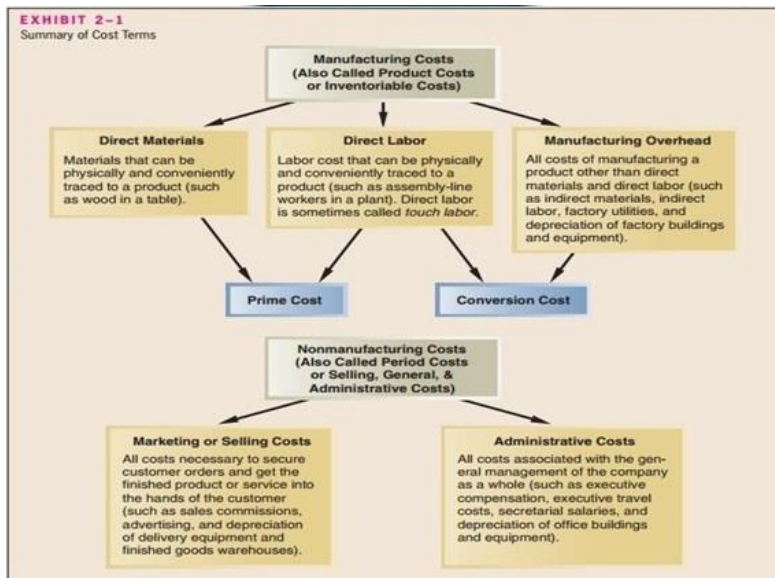 EXHIBIT 2–1
Summary of Cost Terms
Manufacturing Costs
(Also Called Product Costs
or Inventoriable Costs)
Direct Materials
Materials that can be
physically and conveniently
traced to a product (such
as wood in a table).
Direct Labor
Labor cost that can be physically
and conveniently traced to a
product (such as assembly-line
workers in a plant). Direct labor
is sometimes called touch labor.
Manufacturing Overhead
All costs of manufacturing a
product other than direct
materials and direct labor (such
as indirect materials, indirect
labor, factory utilities, and
depreciation of factory buildings
and equipment).
Prime Cost
Conversion Cost
Nonmanufacturing Costs
(Also Called Period Costs
or Selling, General, &
Administrative Costs)
Marketing or Selling Costs
All costs necessary to secure
customer orders and get the
finished product or service into
the hands of the customer
(such as sales commissions,
advertising, and depreciation
of delivery equipment and
finished goods warehouses).
Administrative Costs
All costs associated with the gen-
eral management of the company
as a whole (such as executive
compensation, executive travel
costs, secretarial salaries, and
depreciation of office buildings
and equipment).